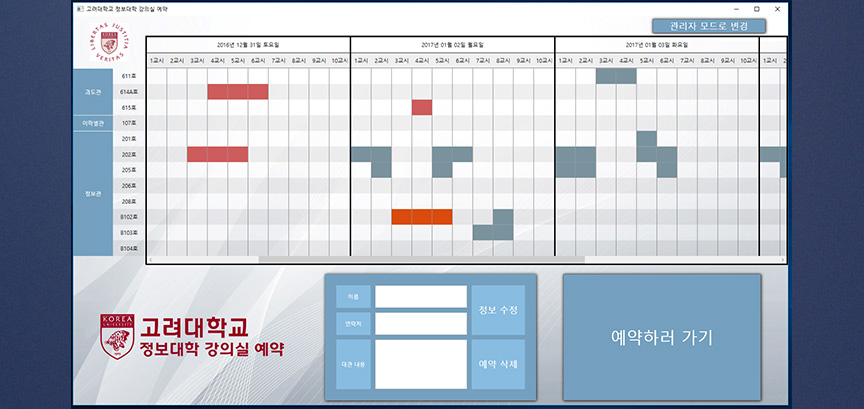 고려대학교 정보대학 강의실 예약
관리자 모드로 변경
LIBERTAS JUSTITIA VERITAS
2016년 12월 31일 토요일 2017년 01월 02일 월요일 2017년 01월 03일 화요일
1교시 2교시 3교시 4교시 5교시 6교시 7교시 8교시 9교시 10교시 1교시 2교시 3교시 4교시 5교시 6교시 7교시 8교시 9교시 10교시 1교시 2교시 3교시 4교시 5교시 6교시 7교시 8교시 9교시 10교시 1교시
과도관
611호
614A호
615호
이학별관
107호
정보관
201호
202호
205호
206호
208호
B102호
B103호
B104호
KOREA
UNIVERSITY
1905
고려대학교
정보대학 강의실 예약
이름
연락처
대관 내용
정보 수정
예약 삭제
예약하러 가기